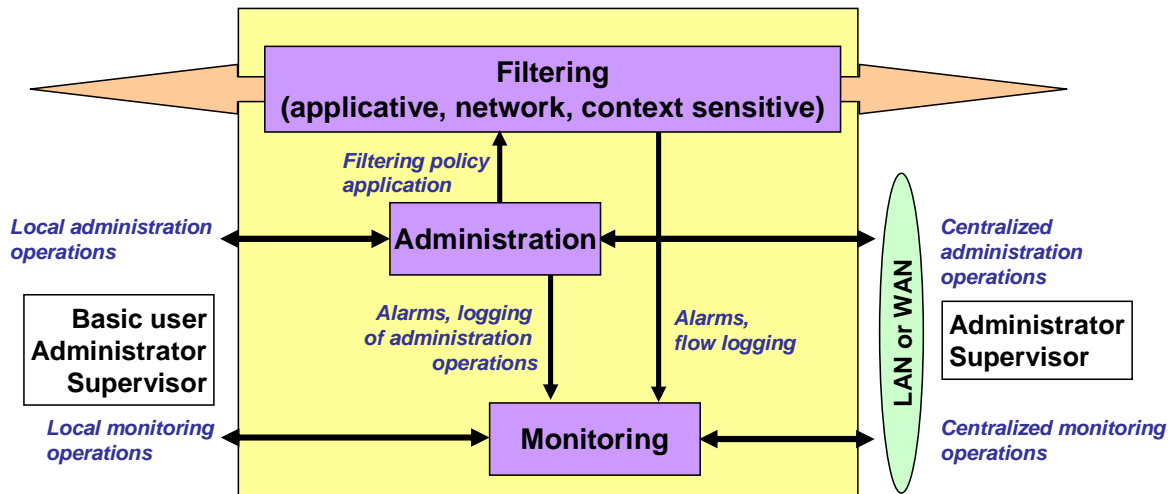 Filtering
(applicative, network, context sensitive)
Filtering policy
application
Local administration
operations
Administration
Centralized
administration
operations
Basic user
Administrator
Supervisor
Alarms, logging
of administration
operations
Alarms,
flow logging
LAN or WAN
Administrator
Supervisor
Local monitoring
operations
Monitoring
Centralized monitoring
operations